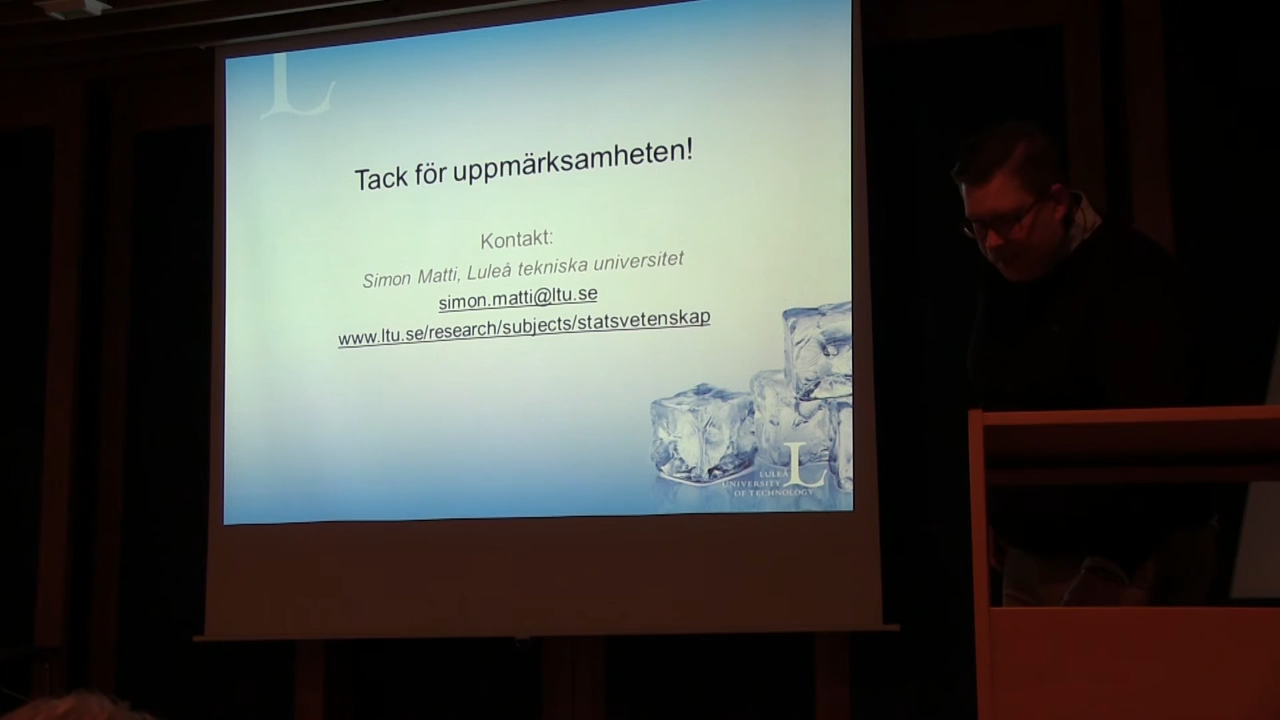 L
Tack för uppmärksamheten!
Kontakt:
Simon Matti, Luleå tekniska universitet
simon.matti@ltu.se
www.ltu.se/research/subjects/statsvetenskap
LULEÅ
UNIVERSITY
OF TECHNOLOGY
L